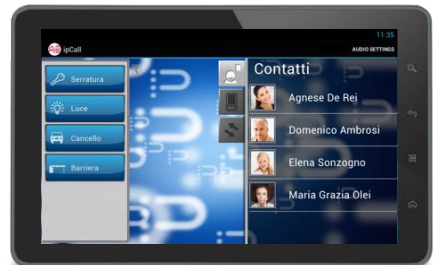 11:35
ipCall
AUDIO SETTINGS
Serratura
Luce
Cancello
Barriera
Contatti
Agnese De Rei
Domenico Ambrosi
Elena Sonzogno
Maria Grazia Olei